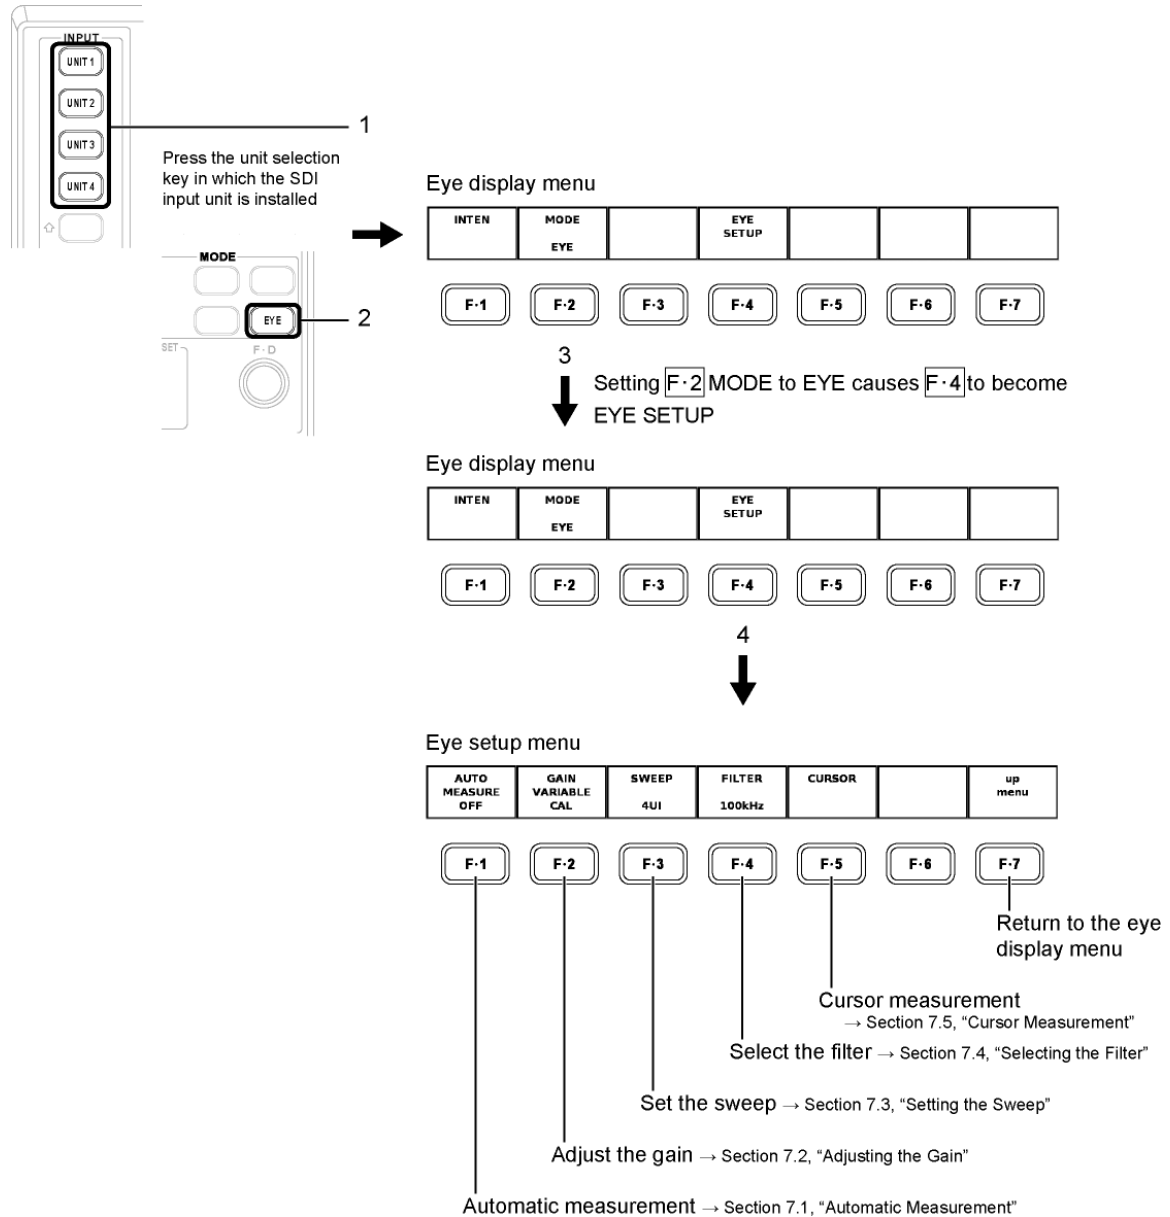 INPUT
UNIT 1
UNIT 2
UNIT 3
UNIT 4
1
Press the unit selection
key in which the SDI
input unit is installed
MODE
EYE
2
SET
F·D
Eye display menu
INTEN MODE EYE EYE SETUP
F·1 F·2 F·3 F·4 F·5 F·6 F·7
3
Setting F·2 MODE to EYE causes F·4 to become
EYE SETUP
Eye display menu
INTEN MODE EYE EYE SETUP
F·1 F·2 F·3 F·4 F·5 F·6 F·7
4
Eye setup menu
AUTO GAIN SWEEP FILTER CURSOR up
MEASURE VARIABLE menu
OFF CAL 4UI 100kHz
F·1 F·2 F·3 F·4 F·5 F·6 F·7
Return to the eye
display menu
Cursor measurement
→ Section 7.5, “Cursor Measurement”
Select the filter → Section 7.4, “Selecting the Filter”
Set the sweep → Section 7.3, “Setting the Sweep”
Adjust the gain → Section 7.2, “Adjusting the Gain”
Automatic measurement → Section 7.1, “Automatic Measurement”